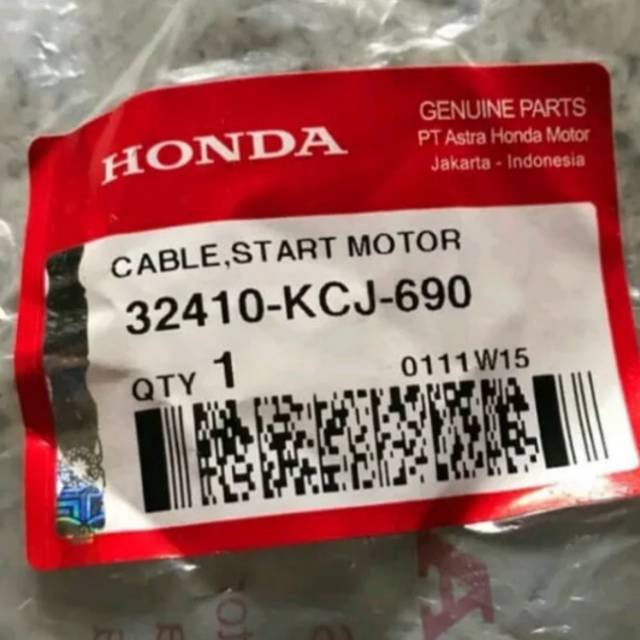 HONDA
GENUINE PARTS
PT Astra Honda Motor
Jakarta - Indonesia
CABLE,START MOTOR
32410-KCJ-690
QTY 1
0111W15